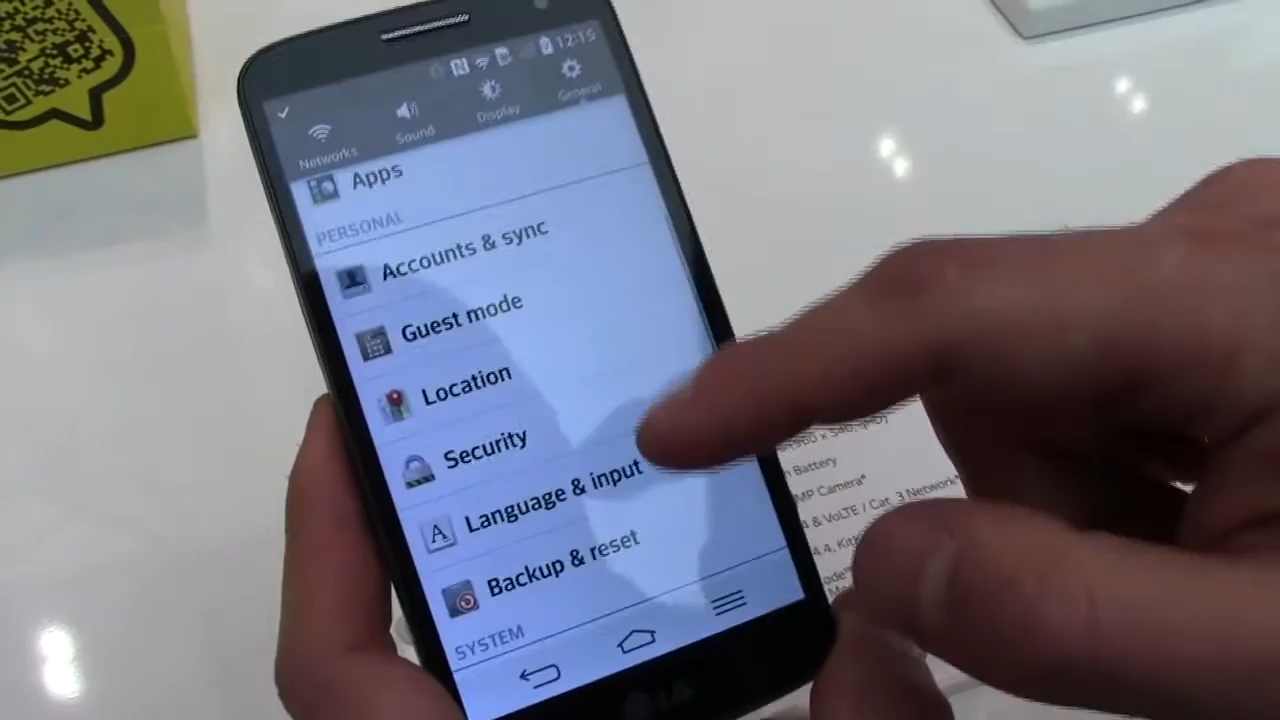 12:15
Networks
Sound
Display
General
Apps
PERSONAL
Accounts & sync
Guest mode
Location
Security
Language & input
Backup & reset
SYSTEM
LG
Battery
MP Camera*
& VoLTE / Cat. 3 Network*